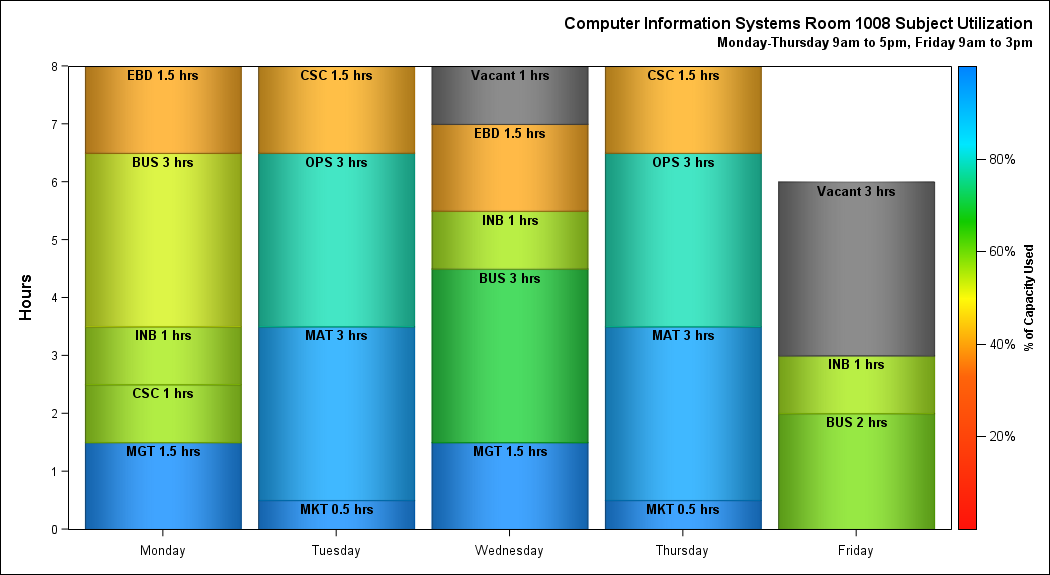 Computer Information Systems Room 1008 Subject Utilization
Monday-Thursday 9am to 5pm, Friday 9am to 3pm
Hours
8
7
6
5
4
3
2
1
0
EBD 1.5 hrs
BUS 3 hrs
INB 1 hrs
CSC 1 hrs
MGT 1.5 hrs
CSC 1.5 hrs
OPS 3 hrs
MAT 3 hrs
MKT 0.5 hrs
Vacant 1 hrs
EBD 1.5 hrs
INB 1 hrs
BUS 3 hrs
MGT 1.5 hrs
CSC 1.5 hrs
OPS 3 hrs
MAT 3 hrs
MKT 0.5 hrs
Vacant 3 hrs
INB 1 hrs
BUS 2 hrs
Monday
Tuesday
Wednesday
Thursday
Friday
80%
60%
40%
20%
% of Capacity Used